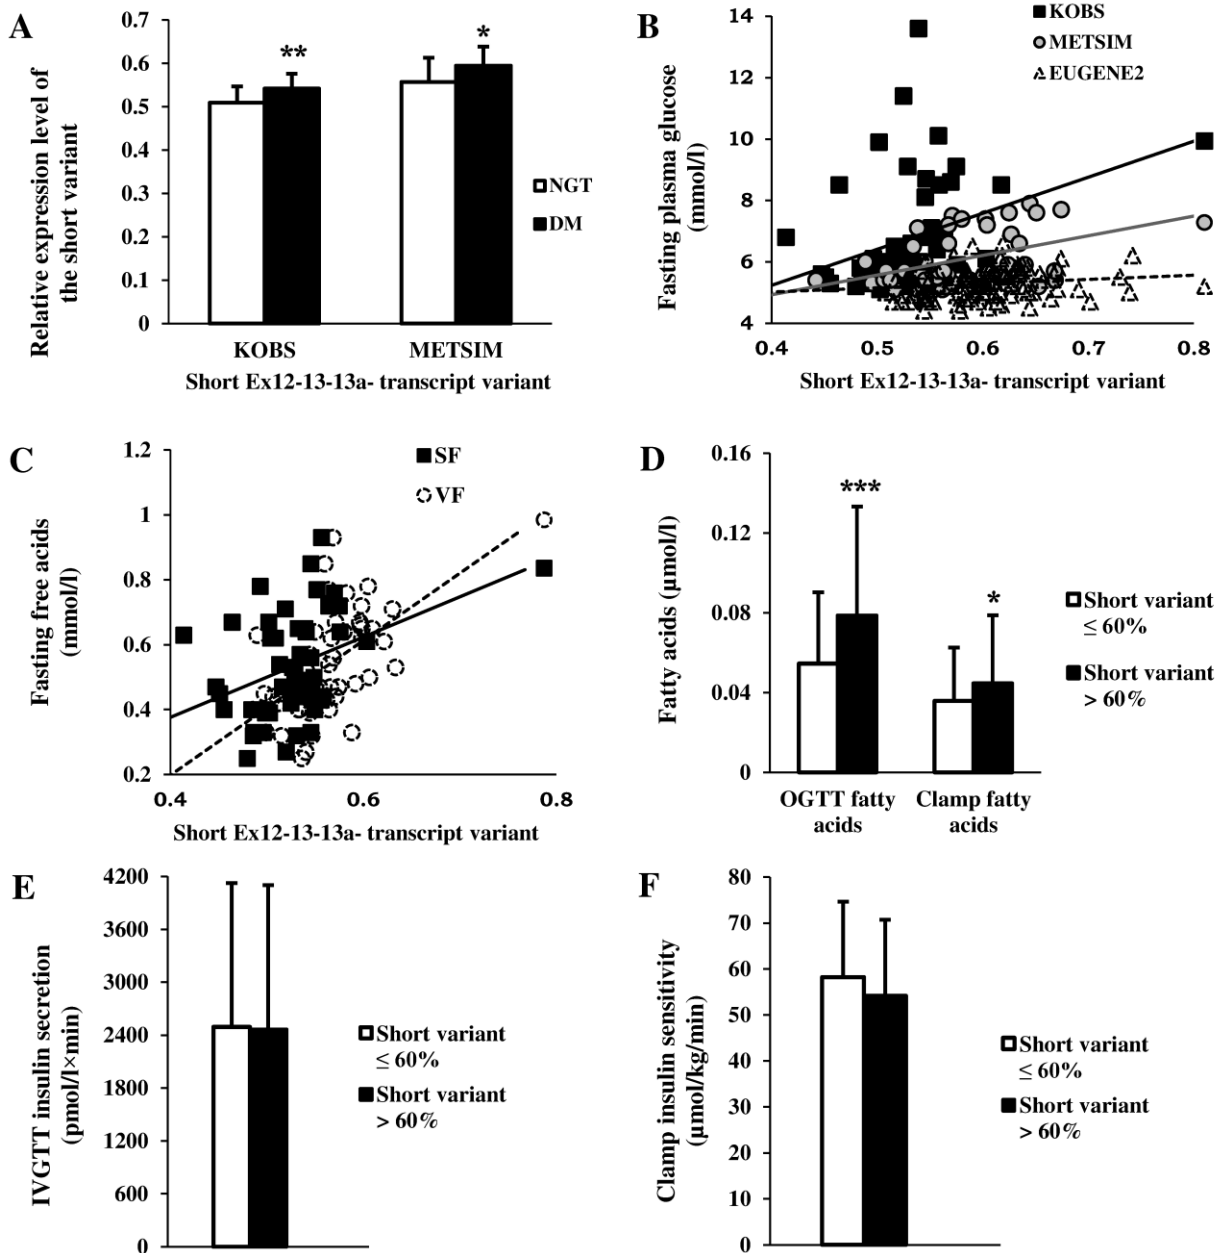 A
Relative expression level of
the short variant
0.7
0.6
0.5
0.4
0.3
0.2
0.1
0
**
*
NGT
DM
KOBS METSIM
Short Ex12-13-13a- transcript variant
B
Fasting plasma glucose
(mmol/l)
14
12
10
8
6
4
KOBS
METSIM
EUGENE2
0.4 0.5 0.6 0.7 0.8
Short Ex12-13-13a- transcript variant
C
Fasting free acids
(mmol/l)
1.2
1
0.8
0.6
0.4
0.2
SF
VF
0.4 0.6 0.8
Short Ex12-13-13a- transcript variant
D
Fatty acids (µmol/l)
0.16
0.12
0.08
0.04
0
***
*
Short variant
≤ 60%
Short variant
> 60%
OGTT fatty Clamp fatty
acids acids
E
IVGTT insulin secretion
(pmol/l×min)
4200
3600
3000
2400
1800
1200
600
0
Short variant
≤ 60%
Short variant
> 60%
F
Clamp insulin sensitivity
(µmol/kg/min)
80
70
60
50
40
30
20
10
0
Short variant
≤ 60%
Short variant
> 60%